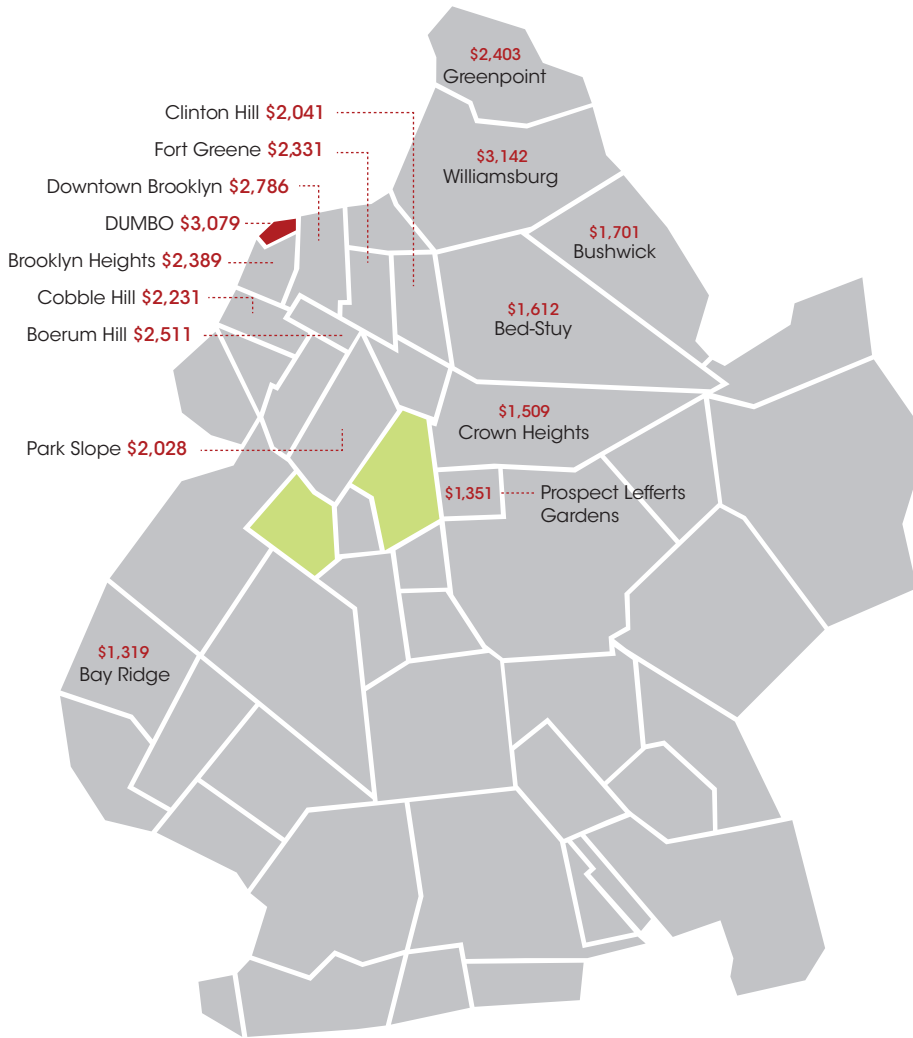 $2,403
Greenpoint
Clinton Hill $2,041
Fort Greene $2,331
$3,142
Williamsburg
Downtown Brooklyn $2,786
DUMBO $3,079
$1,701
Bushwick
Brooklyn Heights $2,389
Cobble Hill $2,231
$1,612
Bed-Stuy
Boerum Hill $2,511
$1,509
Crown Heights
Park Slope $2,028
$1,351 Prospect Lefferts
Gardens
$1,319
Bay Ridge